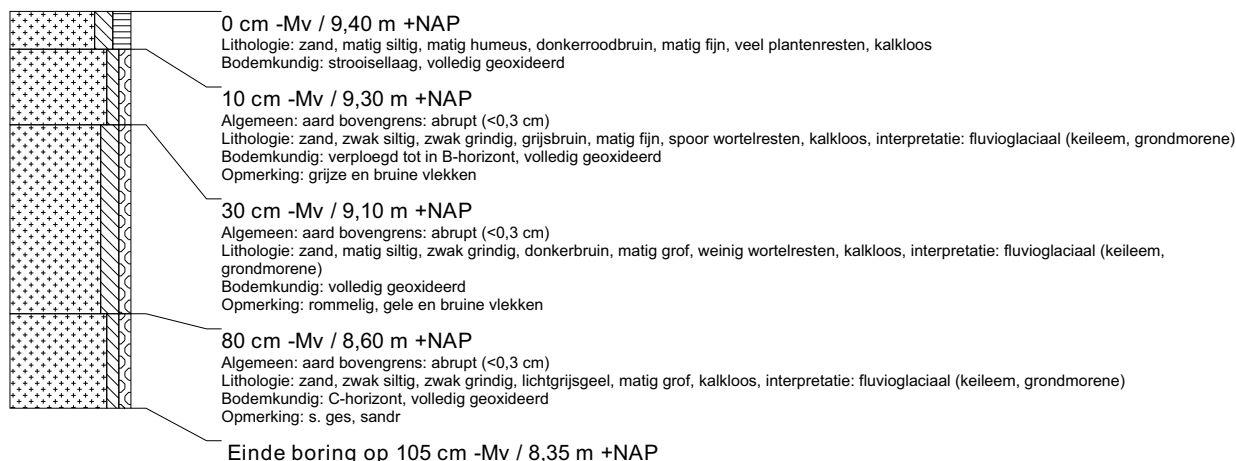 0 cm -Mv / 9,40 m +NAP
Lithologie: zand, matig siltig, matig humeus, donkerroodbruin, matig fijn, veel plantenresten, kalkloos
Bodemkundig: strooisellaag, volledig geoxideerd
10 cm -Mv / 9,30 m +NAP
Algemeen: aard bovengrens: abrupt (<0,3 cm)
Lithologie: zand, zwak siltig, zwak grindig, grijsbruin, matig fijn, spoor wortelresten, kalkloos, interpretatie: fluvioglaciaal (keileem, grondmorene)
Bodemkundig: verploegd tot in B-horizont, volledig geoxideerd
Opmerking: grijze en bruine vlekken
30 cm -Mv / 9,10 m +NAP
Algemeen: aard bovengrens: abrupt (<0,3 cm)
Lithologie: zand, matig siltig, zwak grindig, donkerbruin, matig grof, weinig wortelresten, kalkloos, interpretatie: fluvioglaciaal (keileem,
grondmorene)
Bodemkundig: volledig geoxideerd
Opmerking: rommelig, gele en bruine vlekken
80 cm -Mv / 8,60 m +NAP
Algemeen: aard bovengrens: abrupt (<0,3 cm)
Lithologie: zand, zwak siltig, zwak grindig, lichtgrijsgeel, matig grof, kalkloos, interpretatie: fluvioglaciaal (keileem, grondmorene)
Bodemkundig: C-horizont, volledig geoxideerd
Opmerking: s. ges, sandr
Einde boring op 105 cm -Mv / 8,35 m +NAP